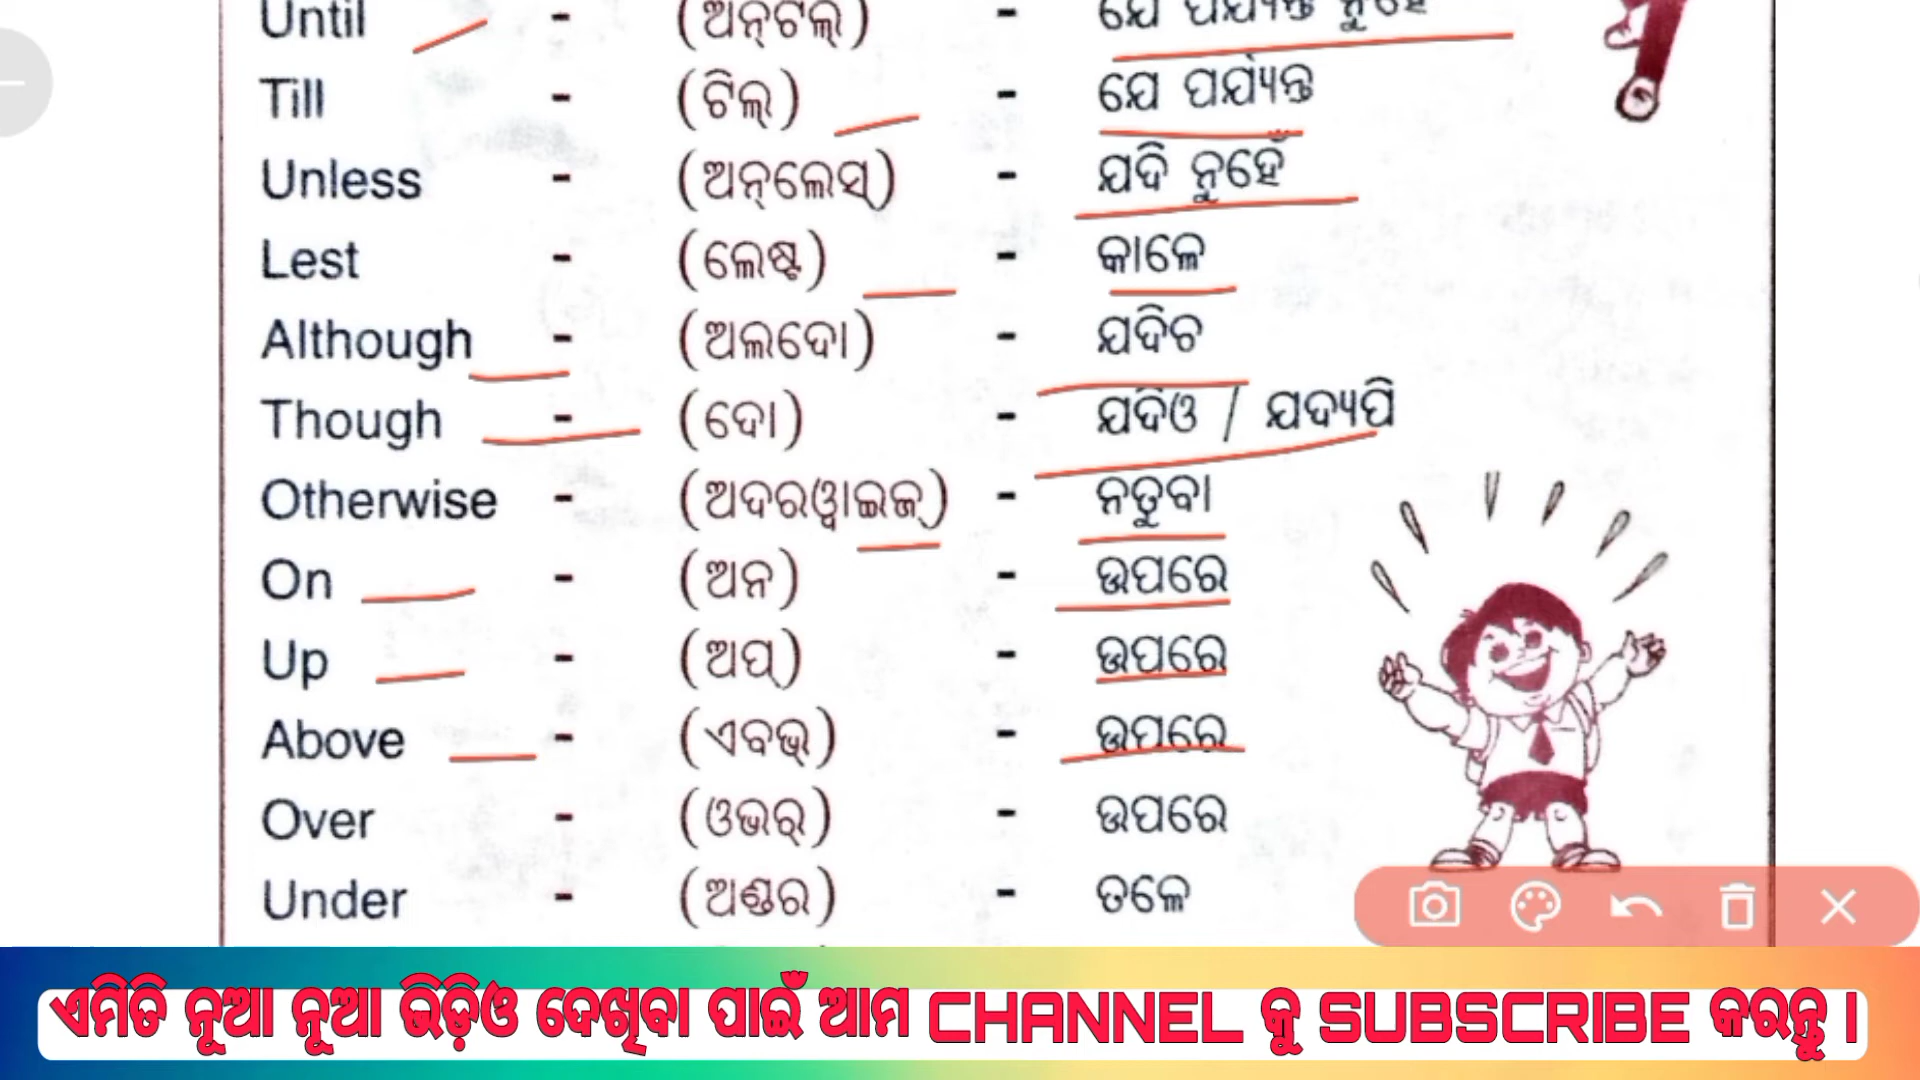 Until - (ଅନ୍‌ଟିଲ୍) - ଯେ ପର୍ଯ୍ୟନ୍ତ ନୁହେଁ
Till - (ଟିଲ୍) - ଯେ ପର୍ଯ୍ୟନ୍ତ
Unless - (ଅନ୍‌ଲେସ୍) - ଯଦି ନୁହେଁ
Lest - (ଲେଷ୍ଟ) - କାଳେ
Although - (ଅଲଦୋ) - ଯଦିଚ
Though - (ଦୋ) - ଯଦିଓ / ଯଦ୍ୟପି
Otherwise - (ଅଦରୱାଇଜ୍) - ନତୁବା
On - (ଅନ) - ଉପରେ
Up - (ଅପ୍) - ଉପରେ
Above - (ଏବଭ୍) - ଉପରେ
Over - (ଓଭର୍) - ଉପରେ
Under - (ଅଣ୍ଡର) - ତଳେ
ଏମିତି ନୂଆ ନୂଆ ଭିଡ଼ିଓ ଦେଖିବା ପାଇଁ ଆମ CHANNEL କୁ SUBSCRIBE କରନ୍ତୁ ।